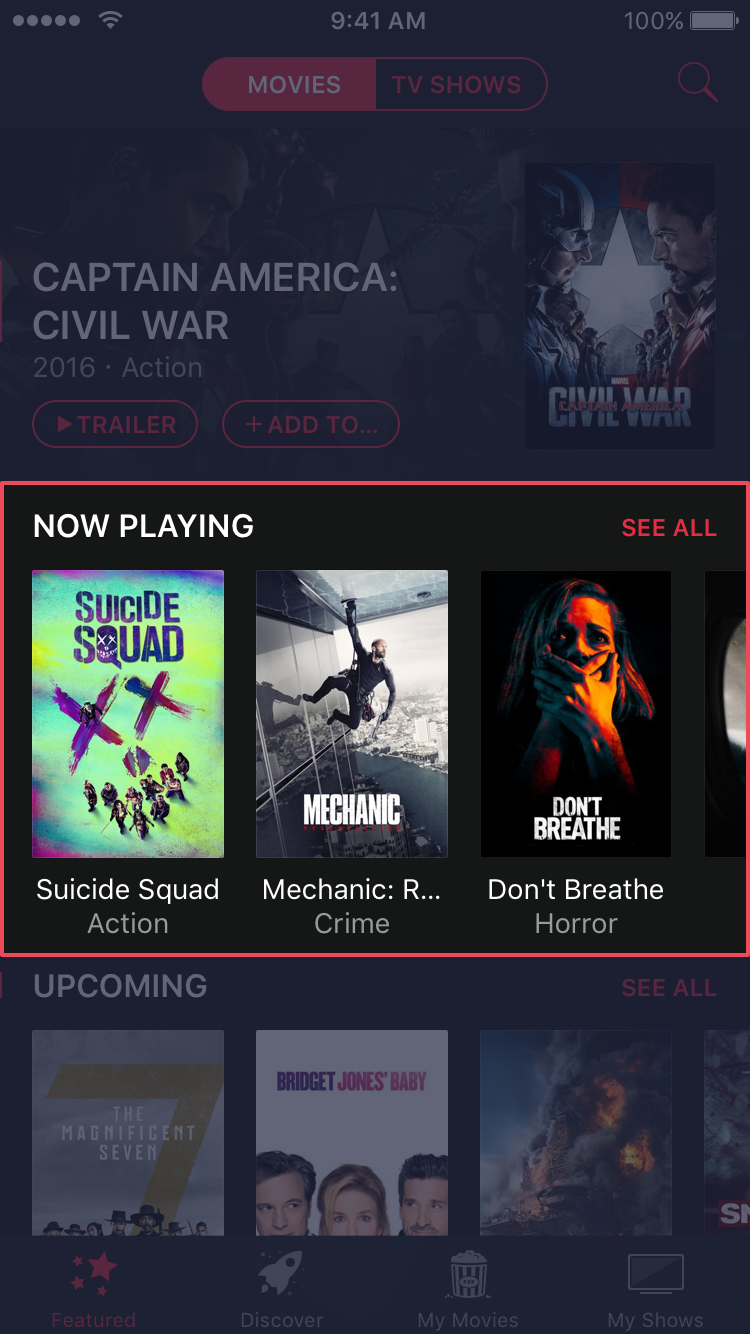 9:41 AM 100%
MOVIES TV SHOWS
CAPTAIN AMERICA:
CIVIL WAR
2016 · Action
TRAILER + ADD TO...
MARVEL
CIVIL WAR
CAPTAIN AMERICA
NOW PLAYING SEE ALL
SUICIDE
SQUAD
MECHANIC
RESURRECTION
DON'T
BREATHE
Suicide Squad Mechanic: R... Don't Breathe
Action Crime Horror
UPCOMING SEE ALL
THE
MAGNIFICENT
SEVEN
7
BRIDGET JONES' BABY
SN
Featured Discover My Movies My Shows